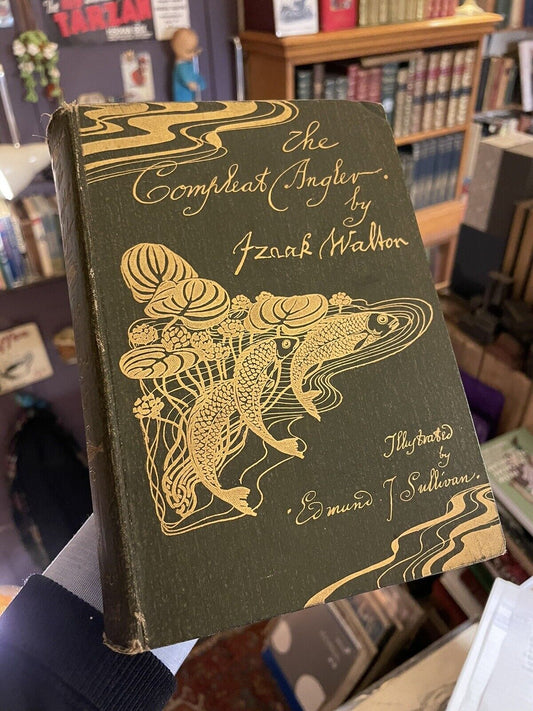 TARZAN
The
Compleat Angler.
by
Izaak Walton
Illustrated
by
Edmund J Sullivan.